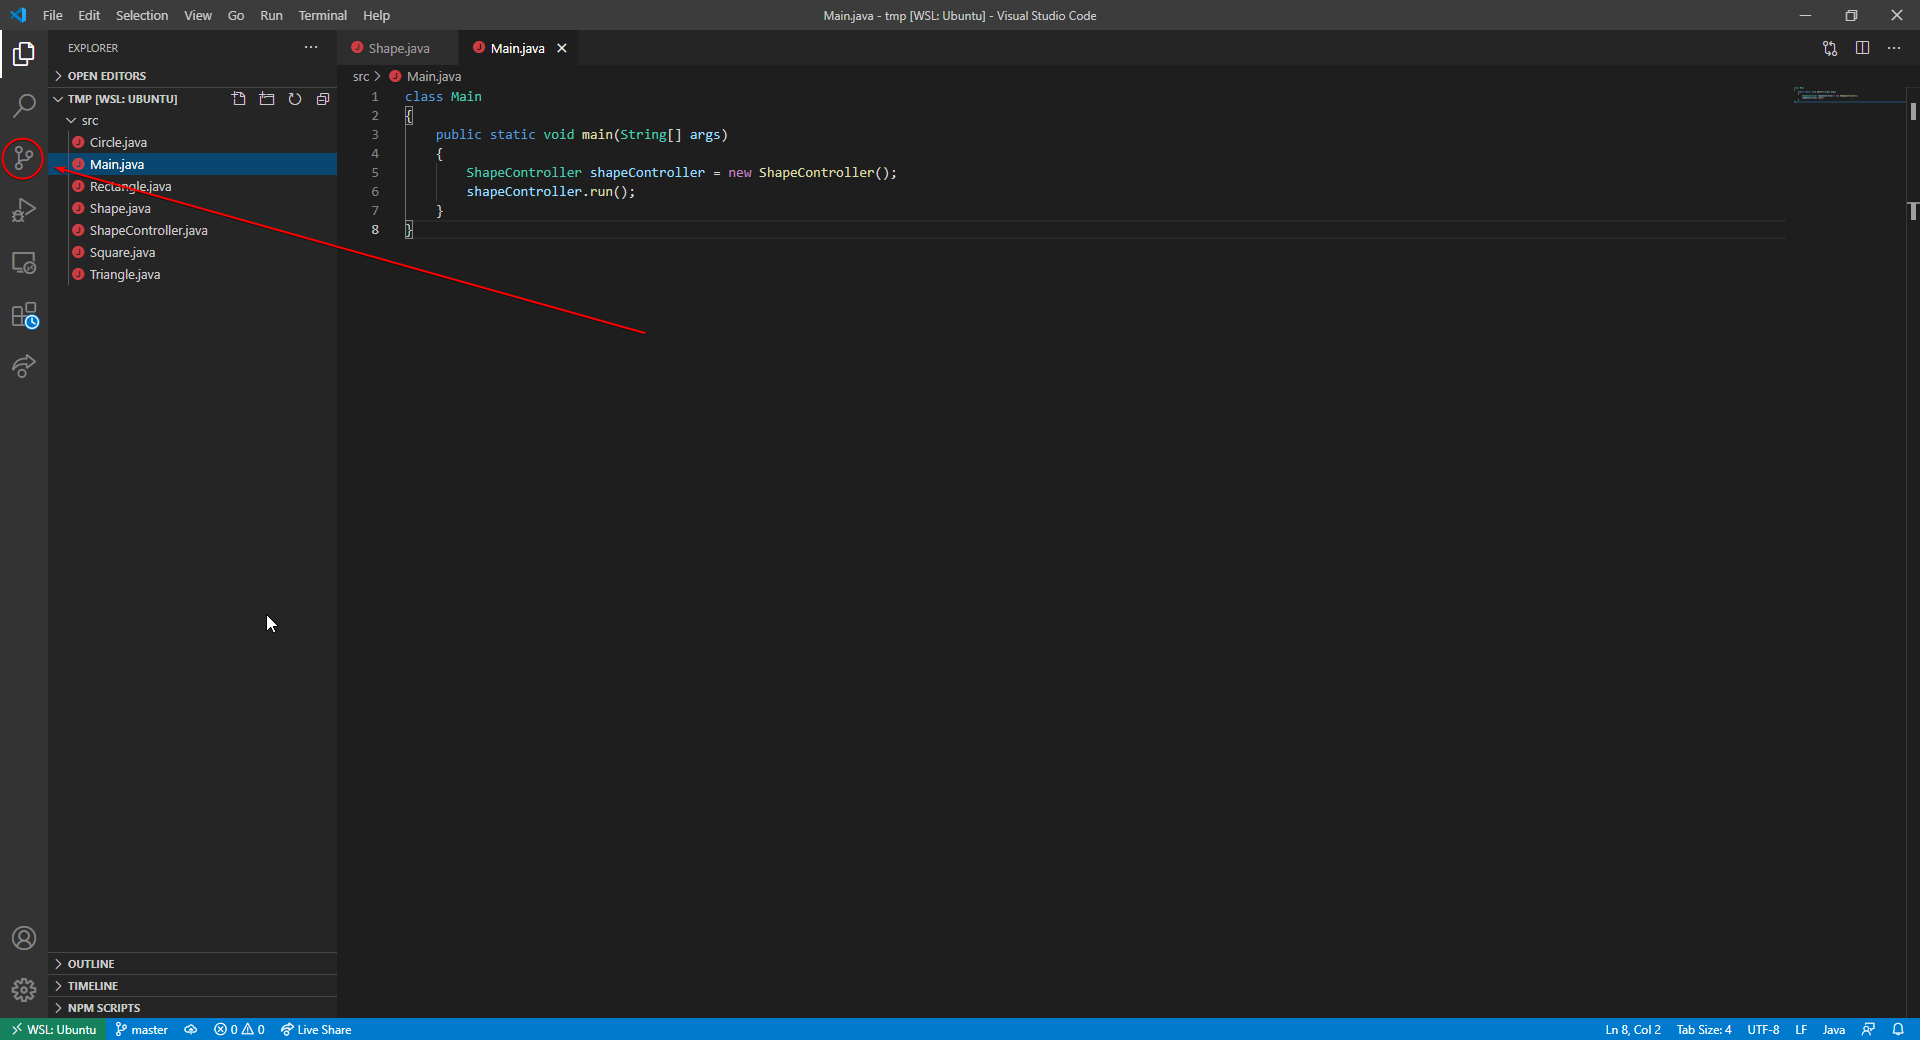 File Edit Selection View Go Run Terminal Help
Main.java - tmp [WSL: Ubuntu] - Visual Studio Code
EXPLORER
OPEN EDITORS
TMP [WSL: UBUNTU]
src
Circle.java
Main.java
Rectangle.java
Shape.java
ShapeController.java
Square.java
Triangle.java
OUTLINE
TIMELINE
NPM SCRIPTS
Shape.java
Main.java
src > Main.java
1 class Main
2 {
3     public static void main(String[] args)
4     {
5         ShapeController shapeController = new ShapeController();
6         shapeController.run();
7     }
8 }
WSL: Ubuntu master 0 0 Live Share
Ln 8, Col 2 Tab Size: 4 UTF-8 LF Java